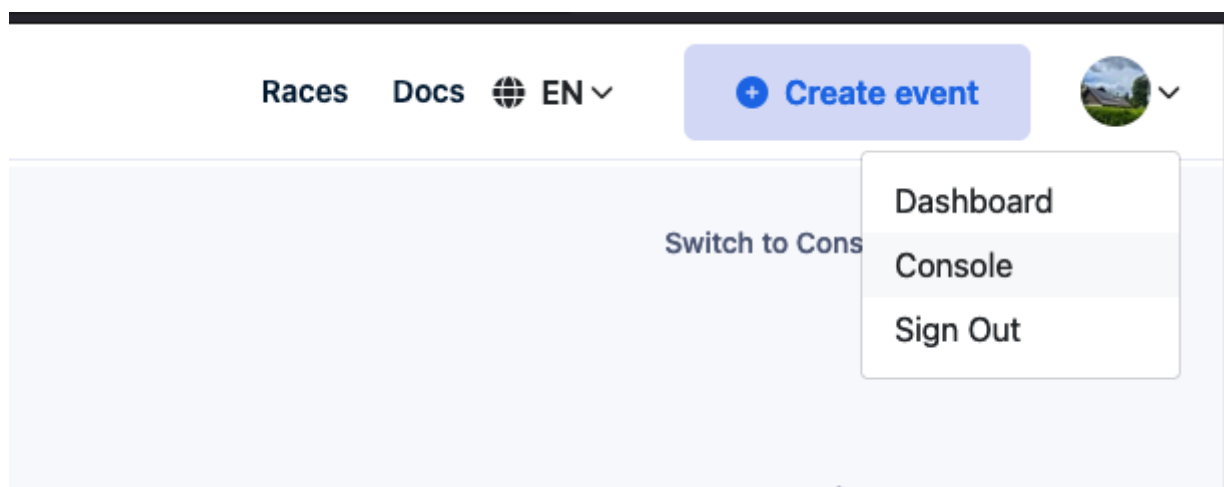 Races Docs EN Create event
Dashboard
Switch to Cons
Console
Sign Out